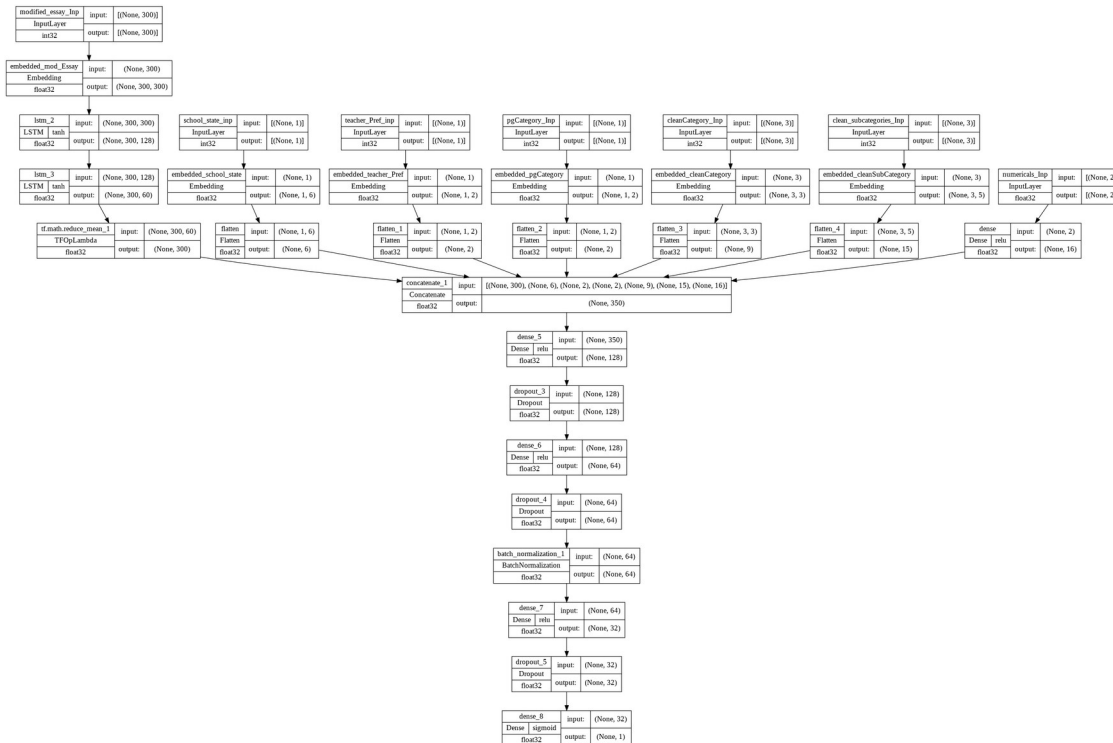 modified_essay_Inp input: [(None, 300)]
InputLayer
int32 output: [(None, 300)]
embedded_mod_Essay input: (None, 300)
Embedding
float32 output: (None, 300, 300)
lstm_2 input: (None, 300, 300)
LSTM tanh
float32 output: (None, 300, 128)
school_state_inp input: [(None, 1)]
InputLayer
int32 output: [(None, 1)]
teacher_Pref_inp input: [(None, 1)]
InputLayer
int32 output: [(None, 1)]
pgCategory_Inp input: [(None, 1)]
InputLayer
int32 output: [(None, 1)]
cleanCategory_Inp input: [(None, 3)]
InputLayer
int32 output: [(None, 3)]
clean_subcategories_Inp input: [(None, 3)]
InputLayer
int32 output: [(None, 3)]
lstm_3 input: (None, 300, 128)
LSTM tanh
float32 output: (None, 300, 60)
embedded_school_state input: (None, 1)
Embedding
float32 output: (None, 1, 6)
embedded_teacher_Pref input: (None, 1)
Embedding
float32 output: (None, 1, 2)
embedded_pgCategory input: (None, 1)
Embedding
float32 output: (None, 1, 2)
embedded_cleanCategory input: (None, 3)
Embedding
float32 output: (None, 3, 3)
embedded_cleanSubCategory input: (None, 3)
Embedding
float32 output: (None, 3, 5)
numericals_Inp input: [(None, 2
InputLayer
float32 output: [(None, 2
tf.math.reduce_mean_1 input: (None, 300, 60)
TFOpLambda
float32 output: (None, 300)
flatten input: (None, 1, 6)
Flatten
float32 output: (None, 6)
flatten_1 input: (None, 1, 2)
Flatten
float32 output: (None, 2)
flatten_2 input: (None, 1, 2)
Flatten
float32 output: (None, 2)
flatten_3 input: (None, 3, 3)
Flatten
float32 output: (None, 9)
flatten_4 input: (None, 3, 5)
Flatten
float32 output: (None, 15)
dense input: (None, 2)
Dense relu
float32 output: (None, 16)
concatenate_1 input: [(None, 300), (None, 6), (None, 2), (None, 2), (None, 9), (None, 15), (None, 16)]
Concatenate
float32 output: (None, 350)
dense_5 input: (None, 350)
Dense relu
float32 output: (None, 128)
dropout_3 input: (None, 128)
Dropout
float32 output: (None, 128)
dense_6 input: (None, 128)
Dense relu
float32 output: (None, 64)
dropout_4 input: (None, 64)
Dropout
float32 output: (None, 64)
batch_normalization_1 input: (None, 64)
BatchNormalization
float32 output: (None, 64)
dense_7 input: (None, 64)
Dense relu
float32 output: (None, 32)
dropout_5 input: (None, 32)
Dropout
float32 output: (None, 32)
dense_8 input: (None, 32)
Dense sigmoid
float32 output: (None, 1)